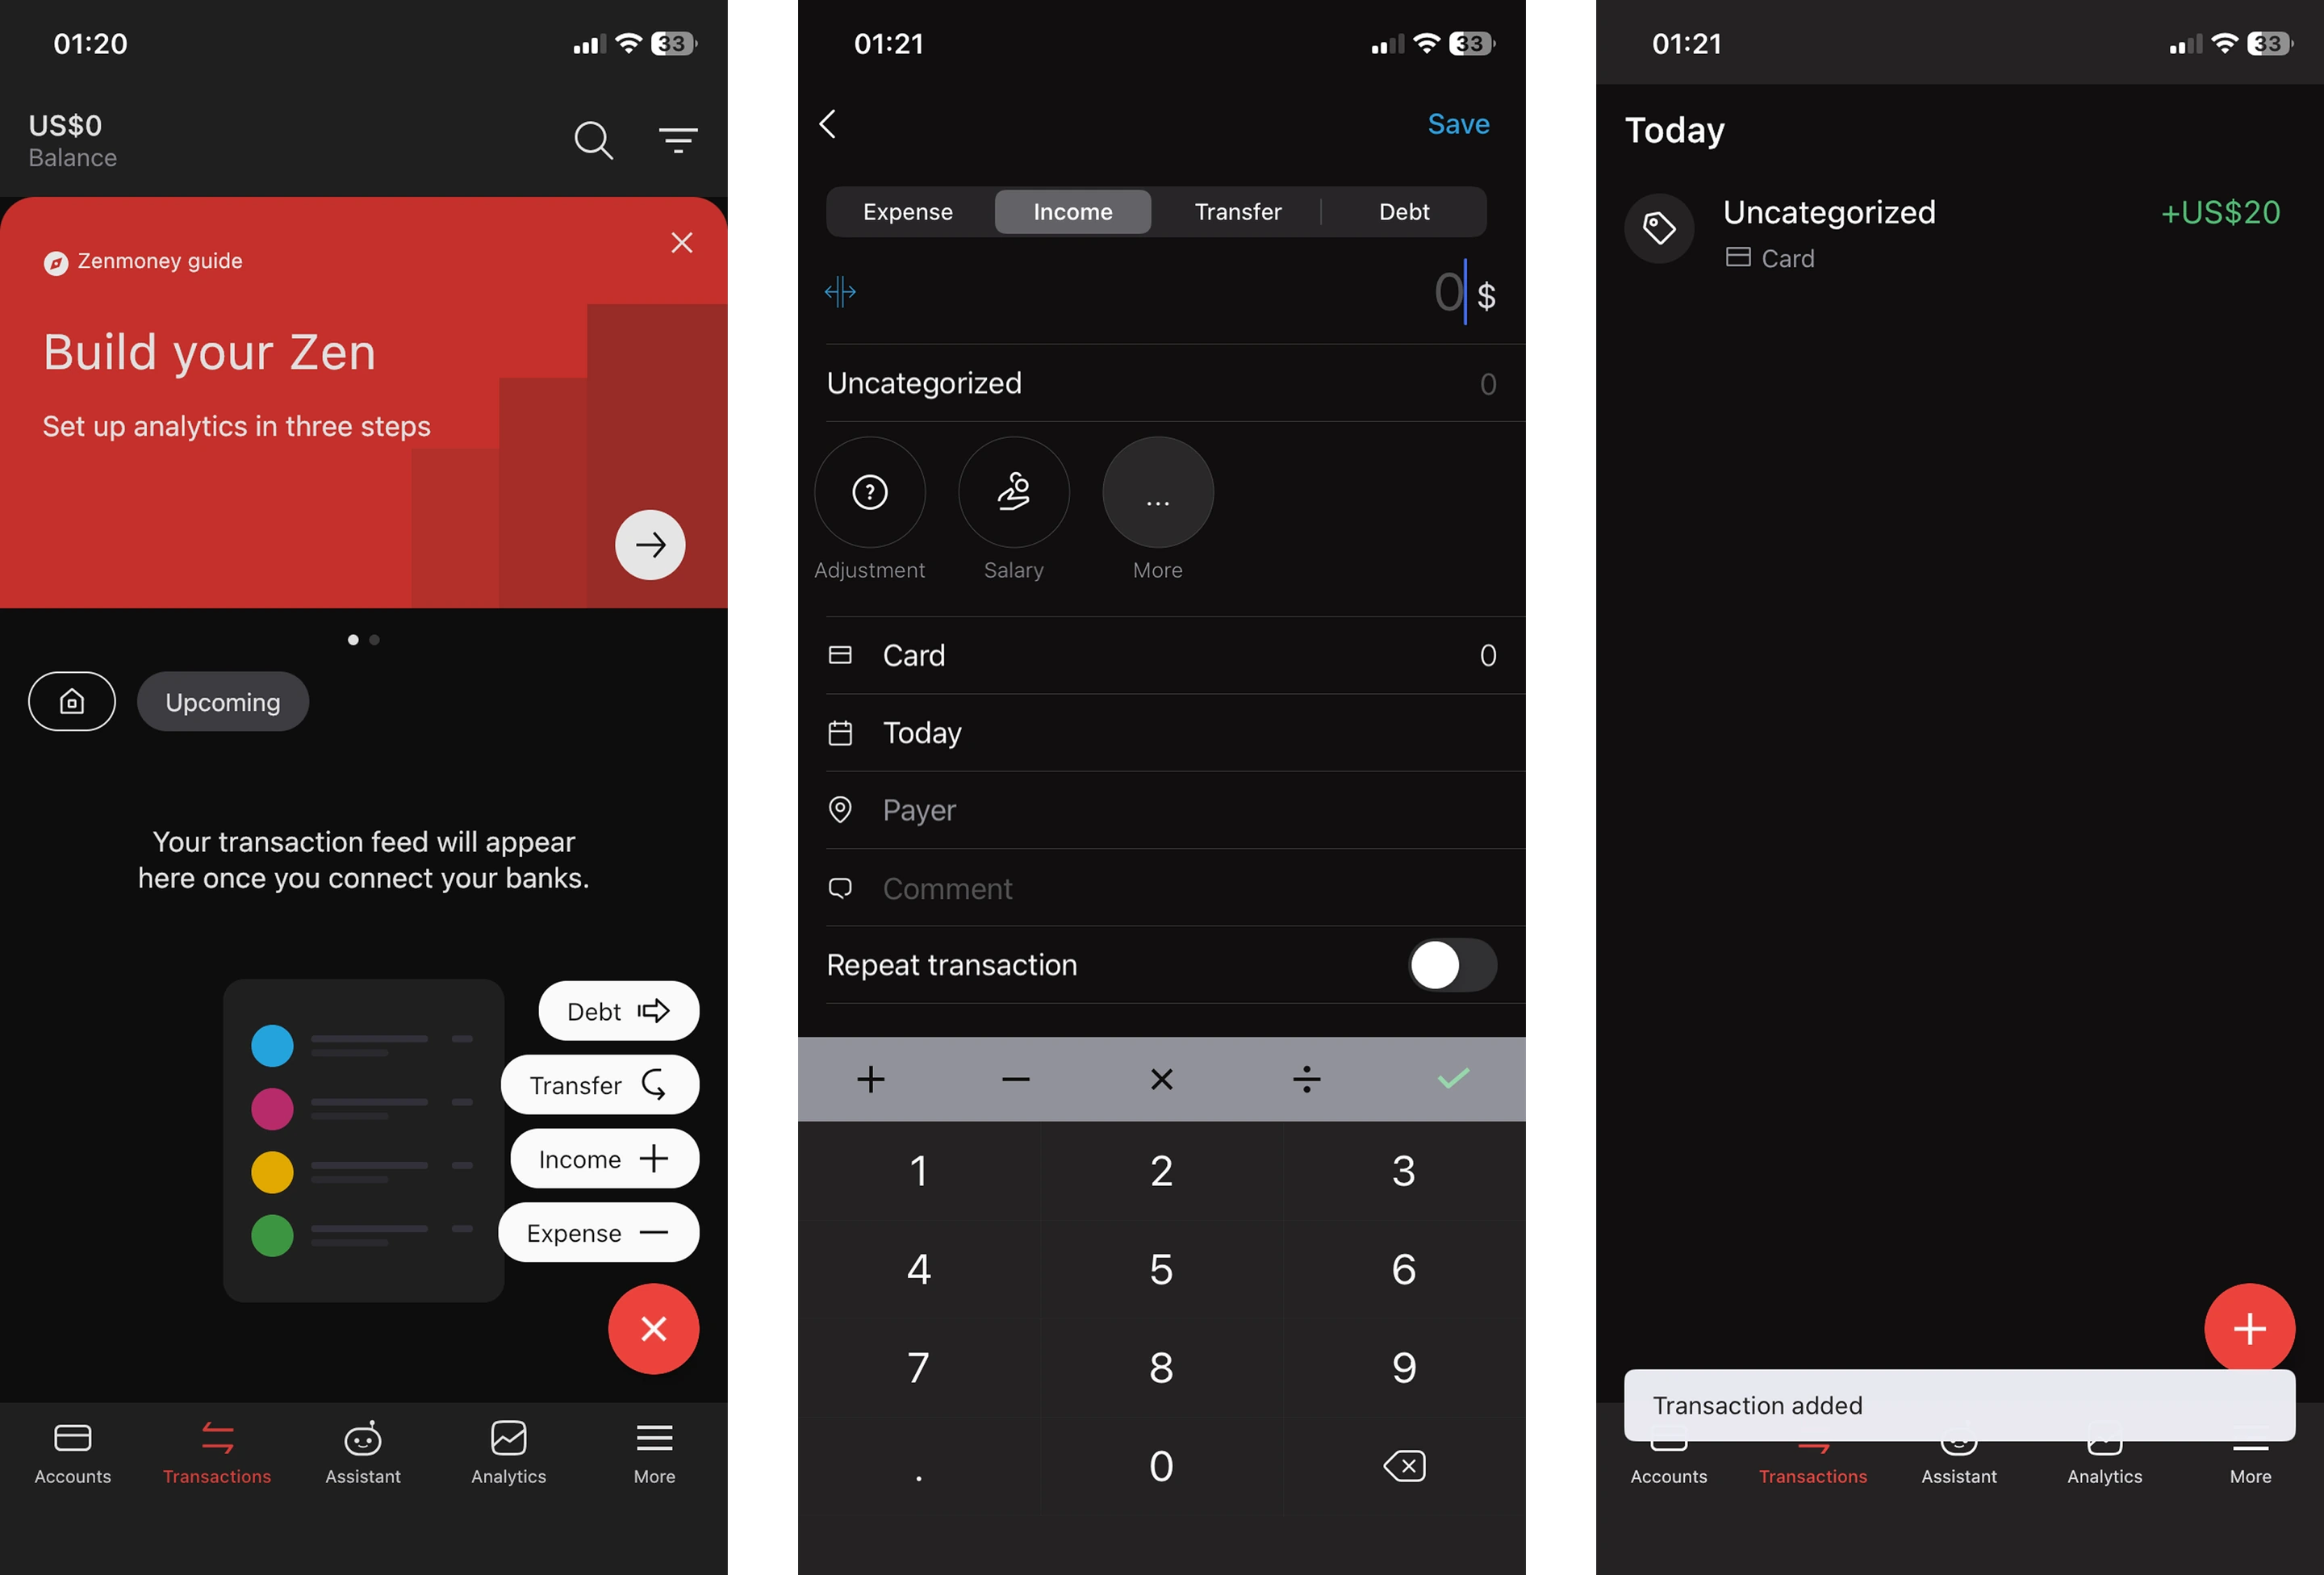 01:20
33
US$0
Balance
Zenmoney guide
Build your Zen
Set up analytics in three steps
Upcoming
Your transaction feed will appear
here once you connect your banks.
Debt
Transfer
Income
Expense
Accounts
Transactions
Assistant
Analytics
More
01:21
33
Save
Expense
Income
Transfer
Debt
0 $
Uncategorized 0
?
...
Adjustment
Salary
More
Card 0
Today
Payer
Comment
Repeat transaction
+ − × ÷
1 2 3
4 5 6
7 8 9
. 0
01:21
33
Today
Uncategorized +US$20
Card
Transaction added
Accounts
Transactions
Assistant
Analytics
More